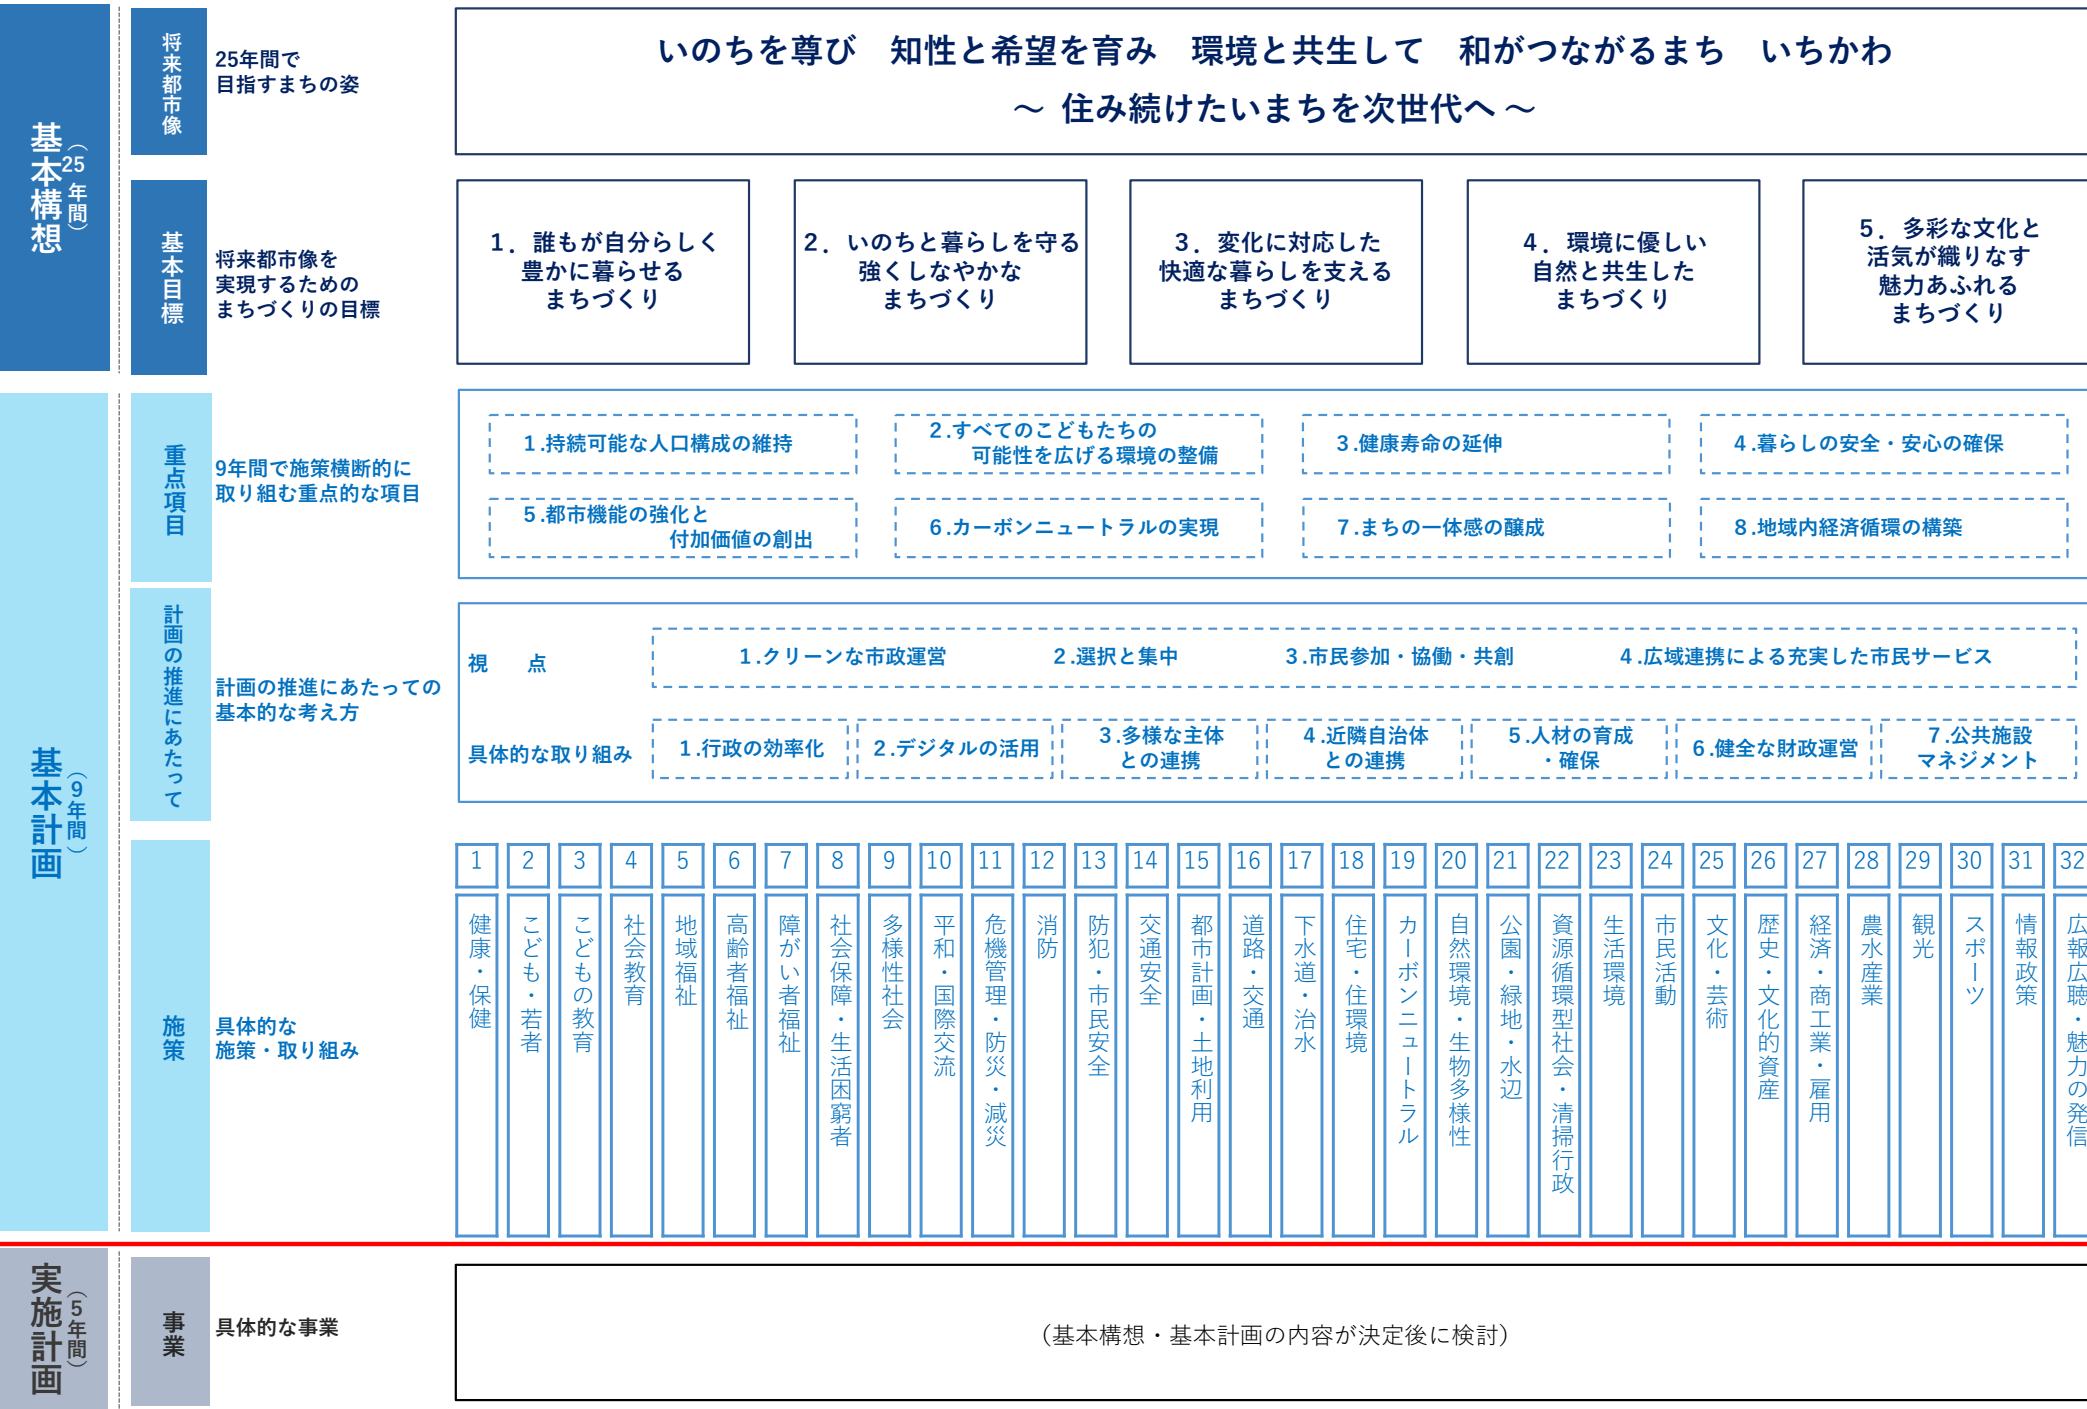 基本構想
（25年間）
将来都市像
25年間で
目指すまちの姿
いのちを尊び　知性と希望を育み　環境と共生して　和がつながるまち　いちかわ
～ 住み続けたいまちを次世代へ ～
基本目標
将来都市像を
実現するための
まちづくりの目標
1．誰もが自分らしく
豊かに暮らせる
まちづくり
2．いのちと暮らしを守る
強くしなやかな
まちづくり
3．変化に対応した
快適な暮らしを支える
まちづくり
4．環境に優しい
自然と共生した
まちづくり
5．多彩な文化と
活気が織りなす
魅力あふれる
まちづくり
基本計画
（9年間）
重点項目
9年間で施策横断的に
取り組む重点的な項目
1.持続可能な人口構成の維持
2.すべてのこどもたちの
可能性を広げる環境の整備
3.健康寿命の延伸
4.暮らしの安全・安心の確保
5.都市機能の強化と
付加価値の創出
6.カーボンニュートラルの実現
7.まちの一体感の醸成
8.地域内経済循環の構築
計画の推進にあたって
計画の推進にあたっての
基本的な考え方
視　点
1.クリーンな市政運営
2.選択と集中
3.市民参加・協働・共創
4.広域連携による充実した市民サービス
具体的な取り組み
1.行政の効率化
2.デジタルの活用
3.多様な主体
との連携
4.近隣自治体
との連携
5.人材の育成
・確保
6.健全な財政運営
7.公共施設
マネジメント
施策
具体的な
施策・取り組み
1
健康・保健
2
こども・若者
3
こどもの教育
4
社会教育
5
地域福祉
6
高齢者福祉
7
障がい者福祉
8
社会保障・生活困窮者
9
多様性社会
10
平和・国際交流
11
危機管理・防災・減災
12
消防
13
防犯・市民安全
14
交通安全
15
都市計画・土地利用
16
道路・交通
17
下水道・治水
18
住宅・住環境
19
カーボンニュートラル
20
自然環境・生物多様性
21
公園・緑地・水辺
22
資源循環型社会・清掃行政
23
生活環境
24
市民活動
25
文化・芸術
26
歴史・文化的資産
27
経済・商工業・雇用
28
農水産業
29
観光
30
スポーツ
31
情報政策
32
広報広聴・魅力の発信
実施計画
（5年間）
事業
具体的な事業
（基本構想・基本計画の内容が決定後に検討）